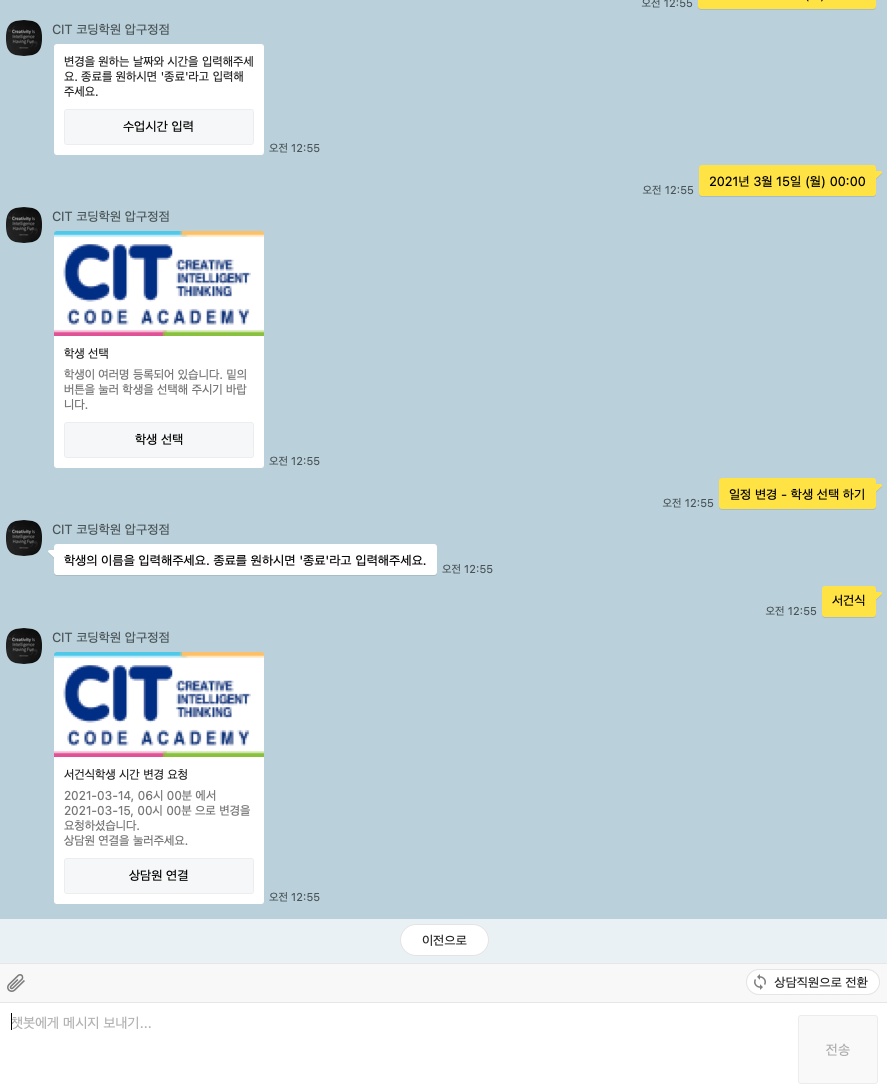 오전 12:55
CIT 코딩학원 압구정점
변경을 원하는 날짜와 시간을 입력해주세
요. 종료를 원하시면 '종료'라고 입력해
주세요.
수업시간 입력
오전 12:55
오전 12:55
2021년 3월 15일 (월) 00:00
CIT 코딩학원 압구정점
CIT
CREATIVE
INTELLIGENT
THINKING
CODE ACADEMY
학생 선택
학생이 여러명 등록되어 있습니다. 밑의
버튼을 눌러 학생을 선택해 주시기 바랍
니다.
학생 선택
오전 12:55
오전 12:55
일정 변경 - 학생 선택 하기
CIT 코딩학원 압구정점
학생의 이름을 입력해주세요. 종료를 원하시면 '종료'라고 입력해주세요.
오전 12:55
오전 12:55
서건식
CIT 코딩학원 압구정점
CIT
CREATIVE
INTELLIGENT
THINKING
CODE ACADEMY
서건식학생 시간 변경 요청
2021-03-14, 06시 00분 에서
2021-03-15, 00시 00분 으로 변경을
요청하셨습니다.
상담원 연결을 눌러주세요.
상담원 연결
오전 12:55
이전으로
상담직원으로 전환
챗봇에게 메시지 보내기...
전송